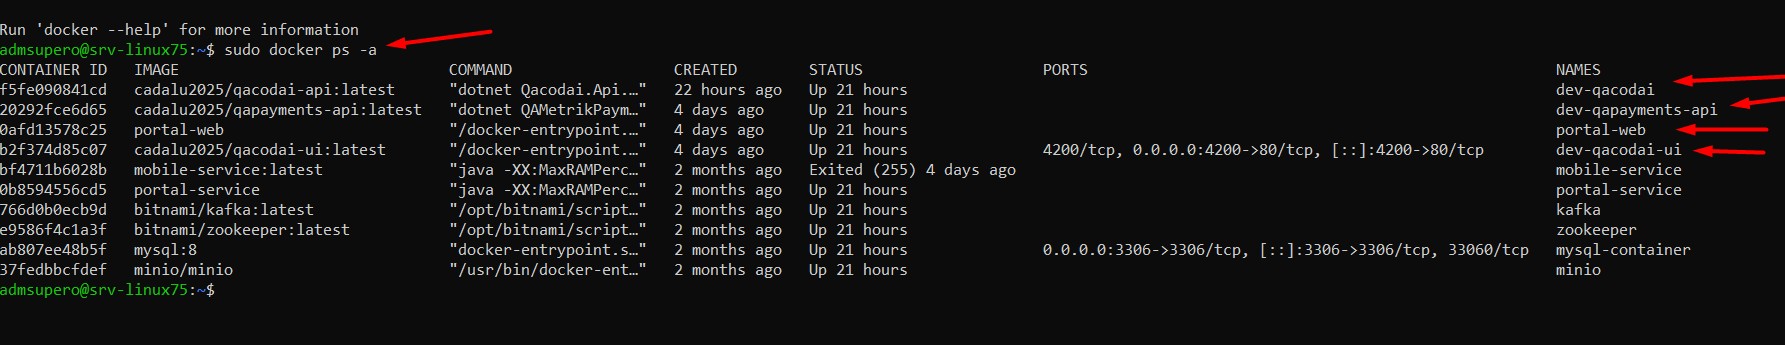 Run 'docker --help' for more information
admsupero@srv-linux75:~$ sudo docker ps -a
CONTAINER ID   IMAGE                              COMMAND                  CREATED        STATUS                   PORTS                                                  NAMES
f5fe090841cd   cadalu2025/qacodai-api:latest      "dotnet Qacodai.Api.…"   22 hours ago   Up 21 hours                                                                     dev-qacodai
20292fce6d65   cadalu2025/qapayments-api:latest   "dotnet QAMetrikPaym…"   4 days ago     Up 21 hours                                                                     dev-qapayments-api
0afd13578c25   portal-web                         "/docker-entrypoint.…"   4 days ago     Up 21 hours                                                                     portal-web
b2f374d85c07   cadalu2025/qacodai-ui:latest       "/docker-entrypoint.…"   4 days ago     Up 21 hours              4200/tcp, 0.0.0.0:4200->80/tcp, [::]:4200->80/tcp      dev-qacodai-ui
bf4711b6028b   mobile-service:latest              "java -XX:MaxRAMPerc…"   2 months ago   Exited (255) 4 days ago                                                         mobile-service
0b8594556cd5   portal-service                     "java -XX:MaxRAMPerc…"   2 months ago   Up 21 hours                                                                     portal-service
766d0b0ecb9d   bitnami/kafka:latest               "/opt/bitnami/script…"   2 months ago   Up 21 hours                                                                     kafka
e9586f4c1a3f   bitnami/zookeeper:latest           "/opt/bitnami/script…"   2 months ago   Up 21 hours                                                                     zookeeper
ab807ee48b5f   mysql:8                            "docker-entrypoint.s…"   2 months ago   Up 21 hours              0.0.0.0:3306->3306/tcp, [::]:3306->3306/tcp, 33060/tcp   mysql-container
37fedbbcfdef   minio/minio                        "/usr/bin/docker-ent…"   2 months ago   Up 21 hours                                                                     minio
admsupero@srv-linux75:~$